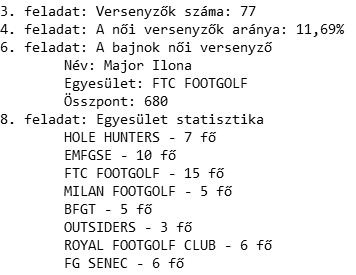 3. feladat: Versenyzők száma: 77
4. feladat: A női versenyzők aránya: 11,69%
6. feladat: A bajnok női versenyző
Név: Major Ilona
Egyesület: FTC FOOTGOLF
Összpont: 680
8. feladat: Egyesület statisztika
HOLE HUNTERS - 7 fő
EMFGSE - 10 fő
FTC FOOTGOLF - 15 fő
MILAN FOOTGOLF - 5 fő
BFGT - 5 fő
OUTSIDERS - 3 fő
ROYAL FOOTGOLF CLUB - 6 fő
FG SENEC - 6 fő